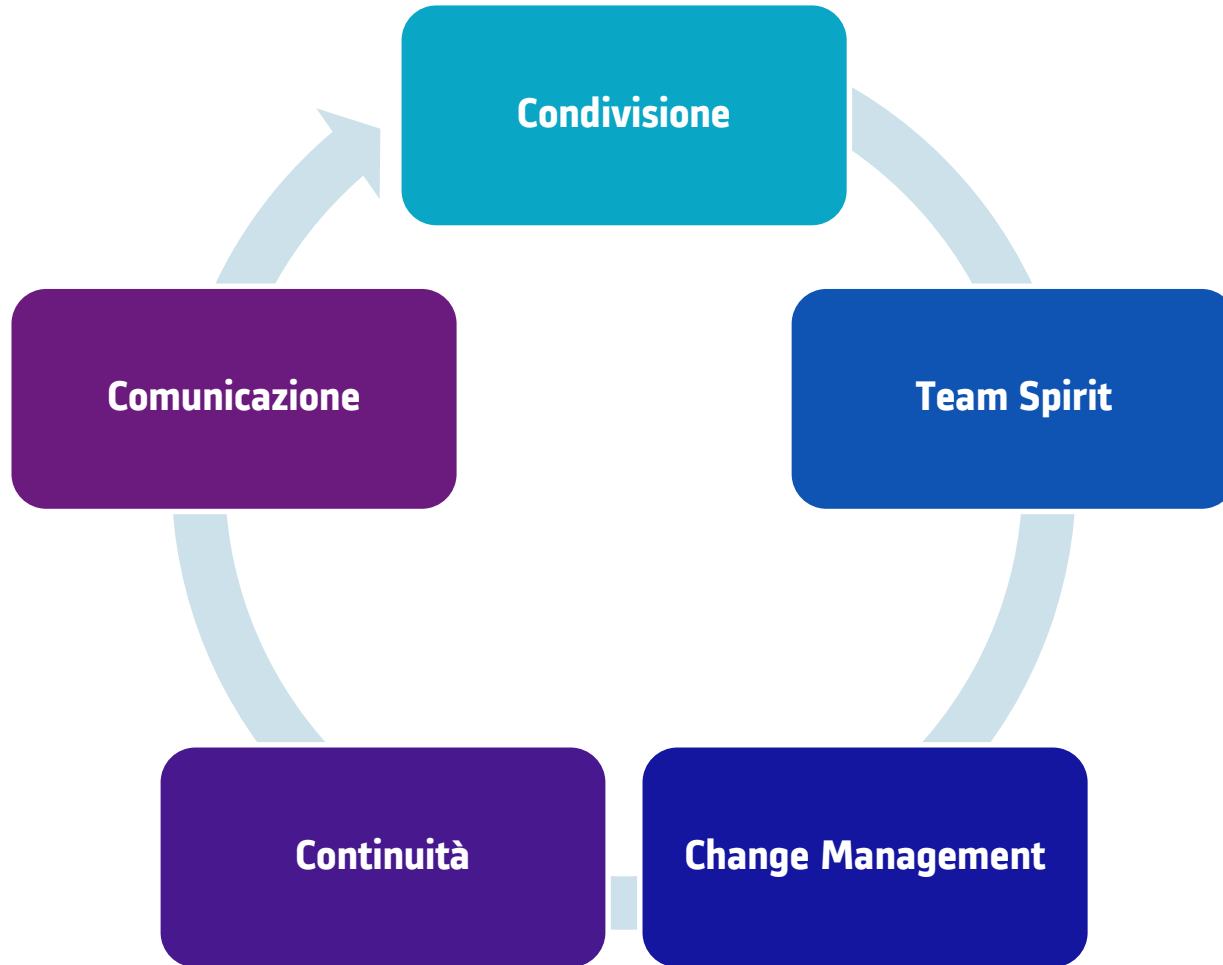 Condivisione
Comunicazione
Team Spirit
Continuità
Change Management